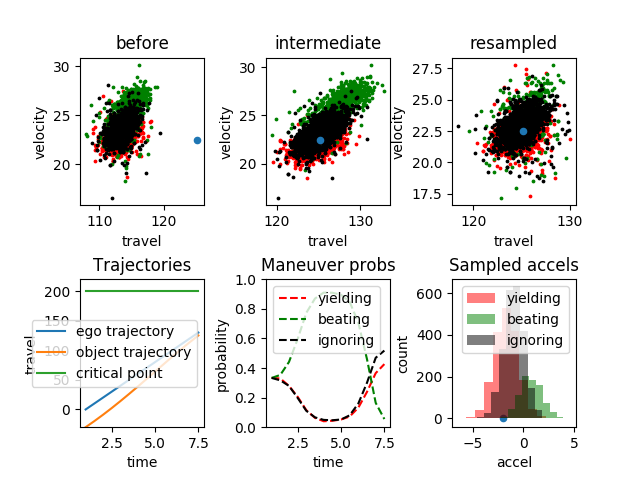 before
intermediate
resampled
30
25
20
velocity
110
120
travel
30
25
20
velocity
120
130
travel
27.5
25.0
22.5
20.0
17.5
velocity
120
130
travel
Trajectories
Maneuver probs
Sampled accels
200
150
100
50
0
travel
ego trajectory
object trajectory
critical point
2.5
5.0
7.5
time
1.0
0.8
0.6
0.4
0.2
0.0
probability
yielding
beating
ignoring
2.5
5.0
7.5
time
600
400
200
0
count
yielding
beating
ignoring
−5
0
5
accel